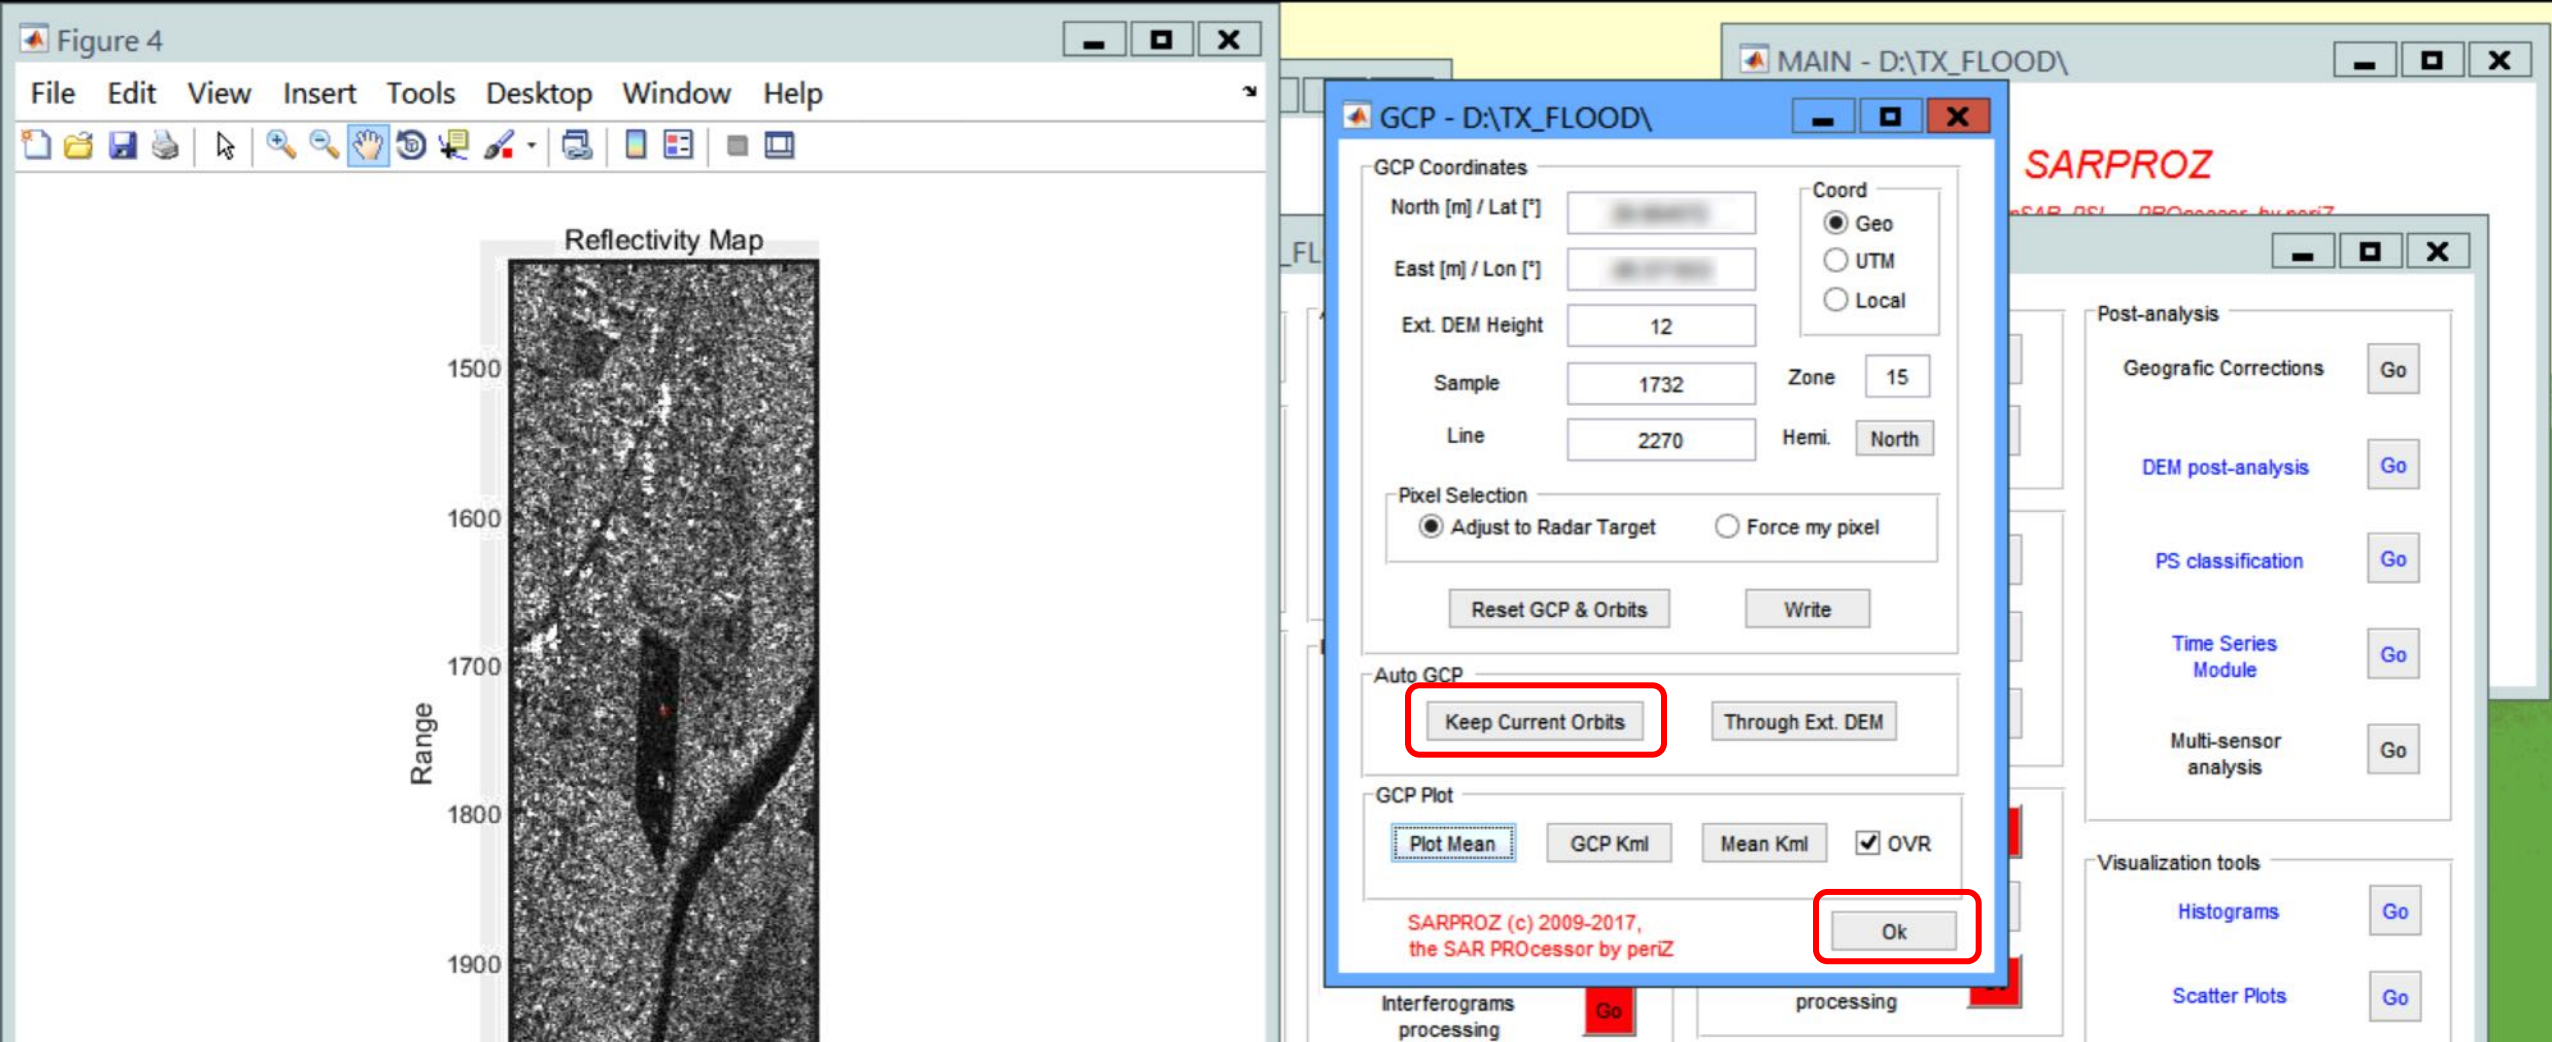 Figure 4
File Edit View Insert Tools Desktop Window Help
Reflectivity Map
1500
1600
1700
1800
1900
Range
MAIN - D:\TX_FLOOD\
SARPROZ
by periZ
_FL
GCP - D:\TX_FLOOD\
GCP Coordinates
North [m] / Lat [°]
East [m] / Lon [°]
Ext. DEM Height 12
Sample 1732
Line 2270
Coord
Geo
UTM
Local
Zone 15
Hemi. North
Pixel Selection
Adjust to Radar Target Force my pixel
Reset GCP & Orbits Write
Auto GCP
Keep Current Orbits Through Ext. DEM
GCP Plot
Plot Mean GCP Kml Mean Kml OVR
SARPROZ (c) 2009-2017,
the SAR PROcessor by periZ
Ok
Interferograms
processing
Go
processing
Post-analysis
Geografic Corrections Go
DEM post-analysis Go
PS classification Go
Time Series
Module
Go
Multi-sensor
analysis
Go
Visualization tools
Histograms Go
Scatter Plots Go